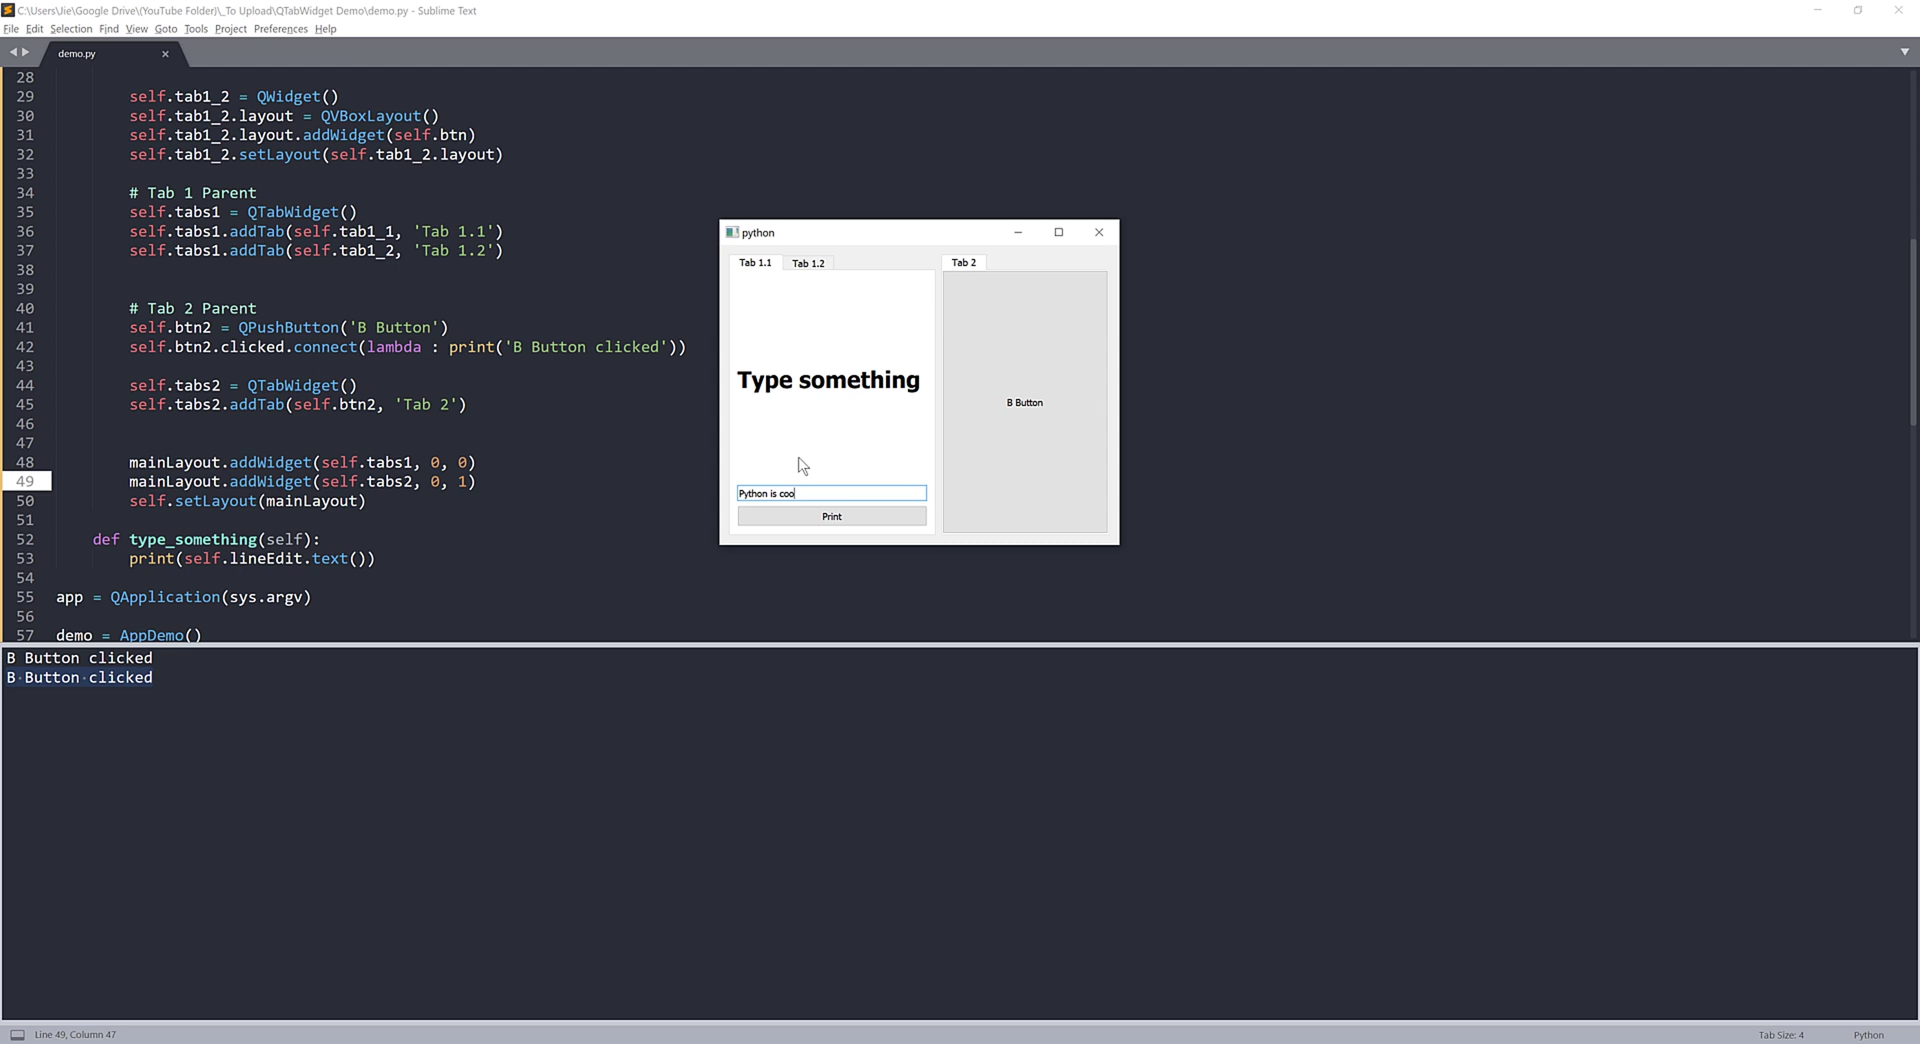 C:\Users\Jie\Google Drive\(YouTube Folder)\_To Upload\QTabWidget Demo\demo.py - Sublime Text
File Edit Selection Find View Goto Tools Project Preferences Help
demo.py
28
29 self.tab1_2 = QWidget()
30 self.tab1_2.layout = QVBoxLayout()
31 self.tab1_2.layout.addWidget(self.btn)
32 self.tab1_2.setLayout(self.tab1_2.layout)
33
34 # Tab 1 Parent
35 self.tabs1 = QTabWidget()
36 self.tabs1.addTab(self.tab1_1, 'Tab 1.1')
37 self.tabs1.addTab(self.tab1_2, 'Tab 1.2')
38
39
40 # Tab 2 Parent
41 self.btn2 = QPushButton('B Button')
42 self.btn2.clicked.connect(lambda : print('B Button clicked'))
43
44 self.tabs2 = QTabWidget()
45 self.tabs2.addTab(self.btn2, 'Tab 2')
46
47
48 mainLayout.addWidget(self.tabs1, 0, 0)
49 mainLayout.addWidget(self.tabs2, 0, 1)
50 self.setLayout(mainLayout)
51
52 def type_something(self):
53 print(self.lineEdit.text())
54
55 app = QApplication(sys.argv)
56
57 demo = AppDemo()
python
Tab 1.1 Tab 1.2 Tab 2
Type something
B Button
Python is coo
Print
B Button clicked
B·Button·clicked
Line 49, Column 47 Tab Size: 4 Python